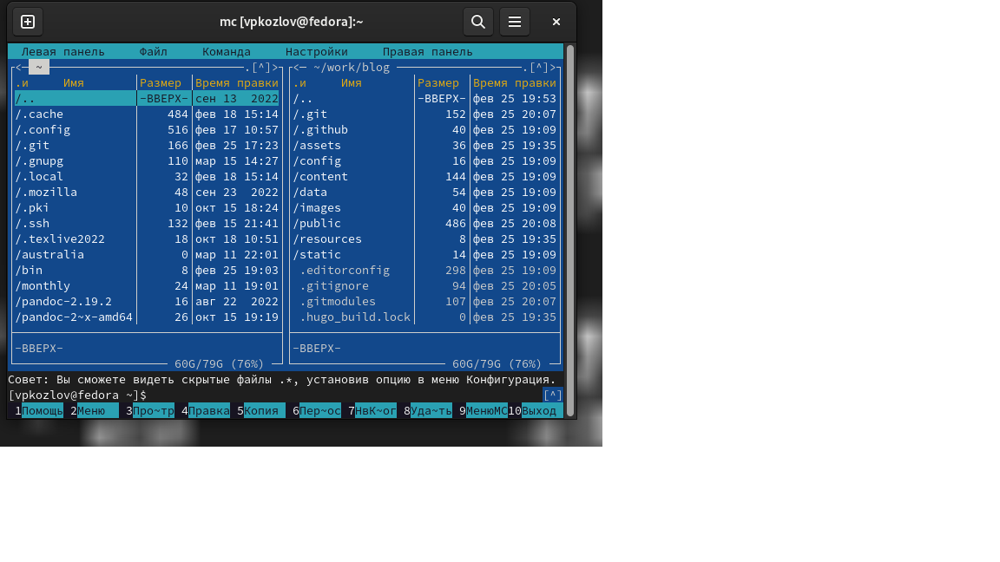 mc [vpkozlov@fedora]:~
Левая панель Файл Команда Настройки Правая панель
<─ ~ .[^]> <─ ~/work/blog .[^]>
.и Имя Размер Время правки .и Имя Размер Время правки
/.. -ВВЕРХ- сен 13 2022 /.. -ВВЕРХ- фев 25 19:53
/.cache 484 фев 18 15:14 /.git 152 фев 25 20:07
/.config 516 фев 17 10:57 /.github 40 фев 25 19:09
/.git 166 фев 25 17:23 /assets 36 фев 25 19:35
/.gnupg 110 мар 15 14:27 /config 16 фев 25 19:09
/.local 32 фев 18 15:14 /content 144 фев 25 19:09
/.mozilla 48 сен 23 2022 /data 54 фев 25 19:09
/.pki 10 окт 15 18:24 /images 40 фев 25 19:09
/.ssh 132 фев 15 21:41 /public 486 фев 25 20:08
/.texlive2022 18 окт 18 10:51 /resources 8 фев 25 19:35
/australia 0 мар 11 22:01 /static 14 фев 25 19:09
/bin 8 фев 25 19:03 .editorconfig 298 фев 25 19:09
/monthly 24 мар 11 19:01 .gitignore 94 фев 25 20:05
/pandoc-2.19.2 16 авг 22 2022 .gitmodules 107 фев 25 20:07
/pandoc-2~x-amd64 26 окт 15 19:19 .hugo_build.lock 0 фев 25 19:35
-ВВЕРХ- -ВВЕРХ-
60G/79G (76%) 60G/79G (76%)
Совет: Вы сможете видеть скрытые файлы .*, установив опцию в меню Конфигурация.
[vpkozlov@fedora ~]$ [^]
1Помощь 2Меню 3Про~тр 4Правка 5Копия 6Пер~ос 7НвК~ог 8Уда~ть 9МенюMC 10Выход